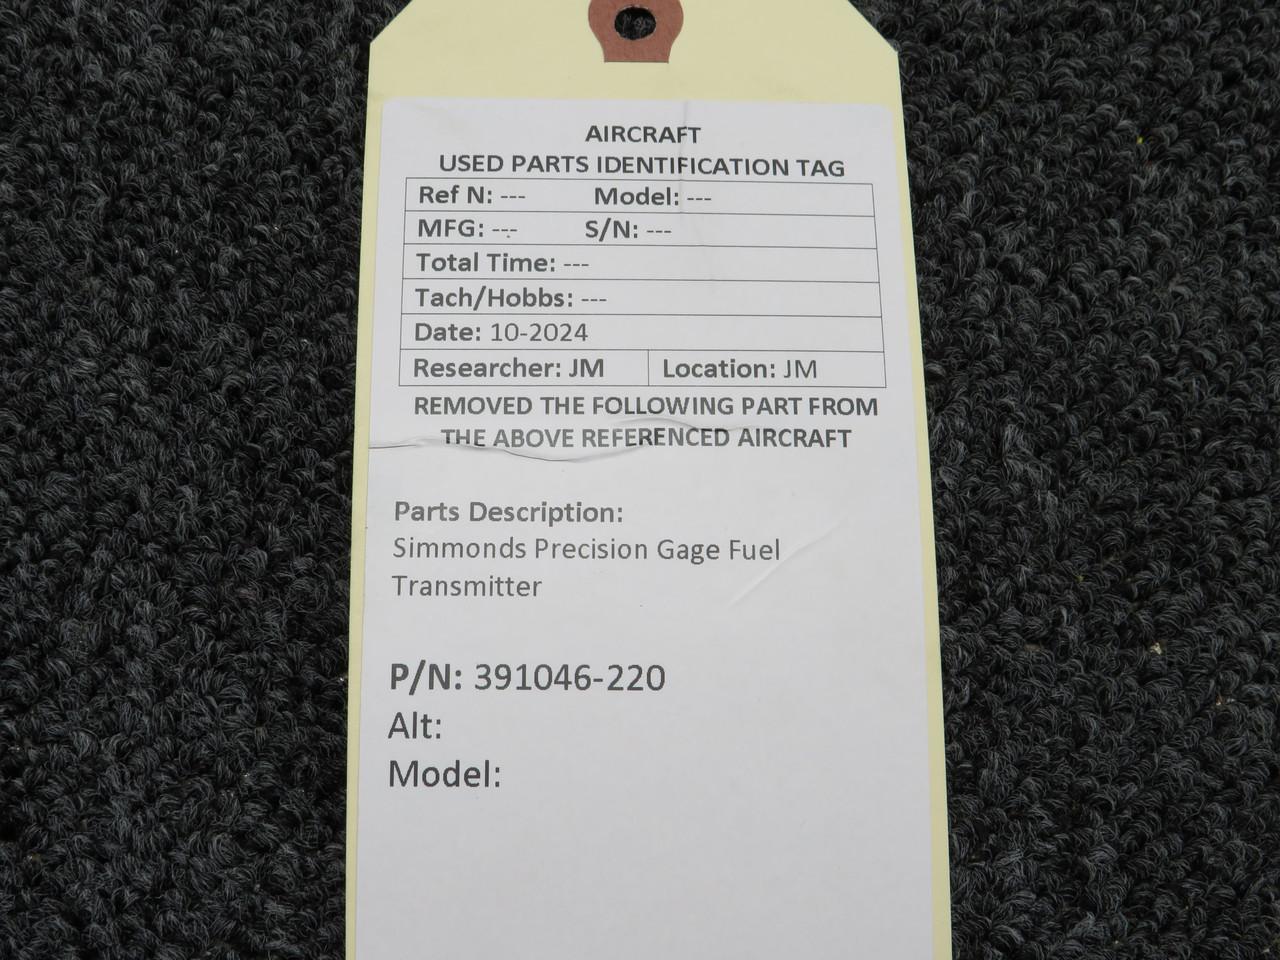 AIRCRAFT
USED PARTS IDENTIFICATION TAG
Ref N: --- Model: ---
MFG: --- S/N: ---
Total Time: ---
Tach/Hobbs: ---
Date: 10-2024
Researcher: JM Location: JM
REMOVED THE FOLLOWING PART FROM
THE ABOVE REFERENCED AIRCRAFT
Parts Description:
Simmonds Precision Gage Fuel
Transmitter
P/N: 391046-220
Alt:
Model: